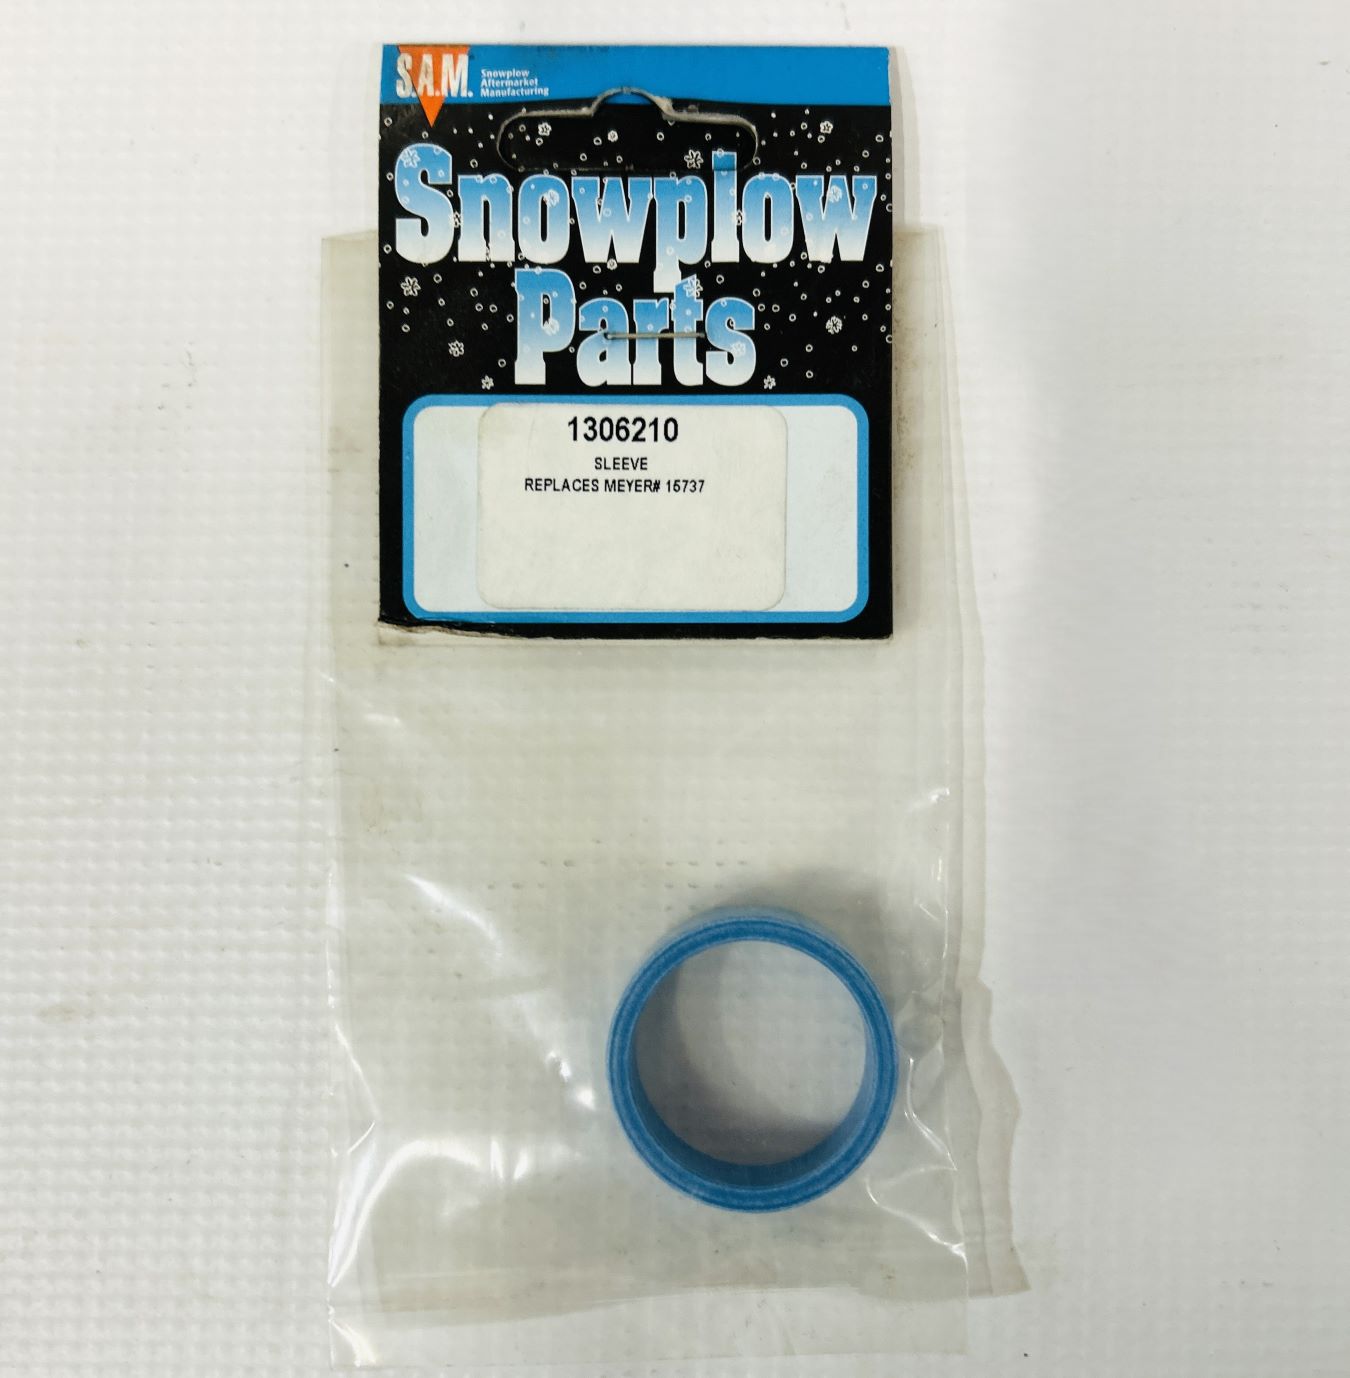 S.A.M.
Snowplow
Aftermarket
Manufacturing
Snowplow
Parts
1306210
SLEEVE
REPLACES MEYER# 15737